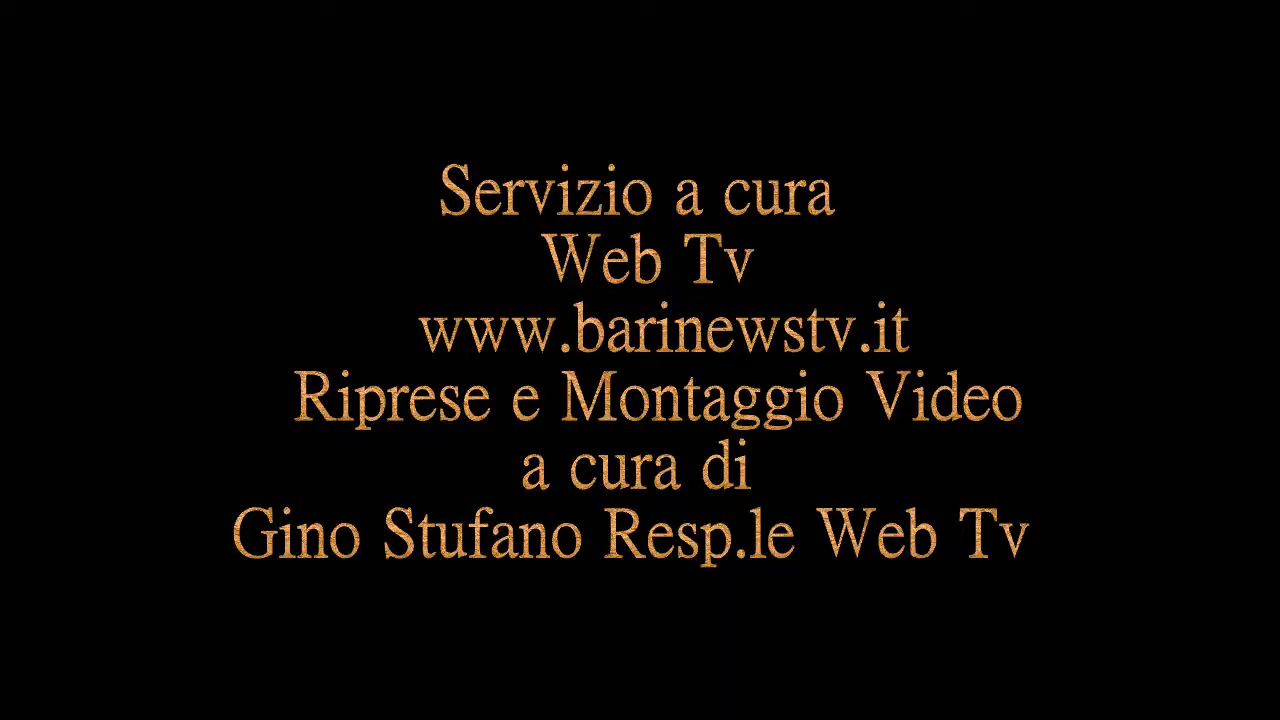 Servizio a cura
Web Tv
www.barinewstv.it
Riprese e Montaggio Video
a cura di
Gino Stufano Resp.le Web Tv